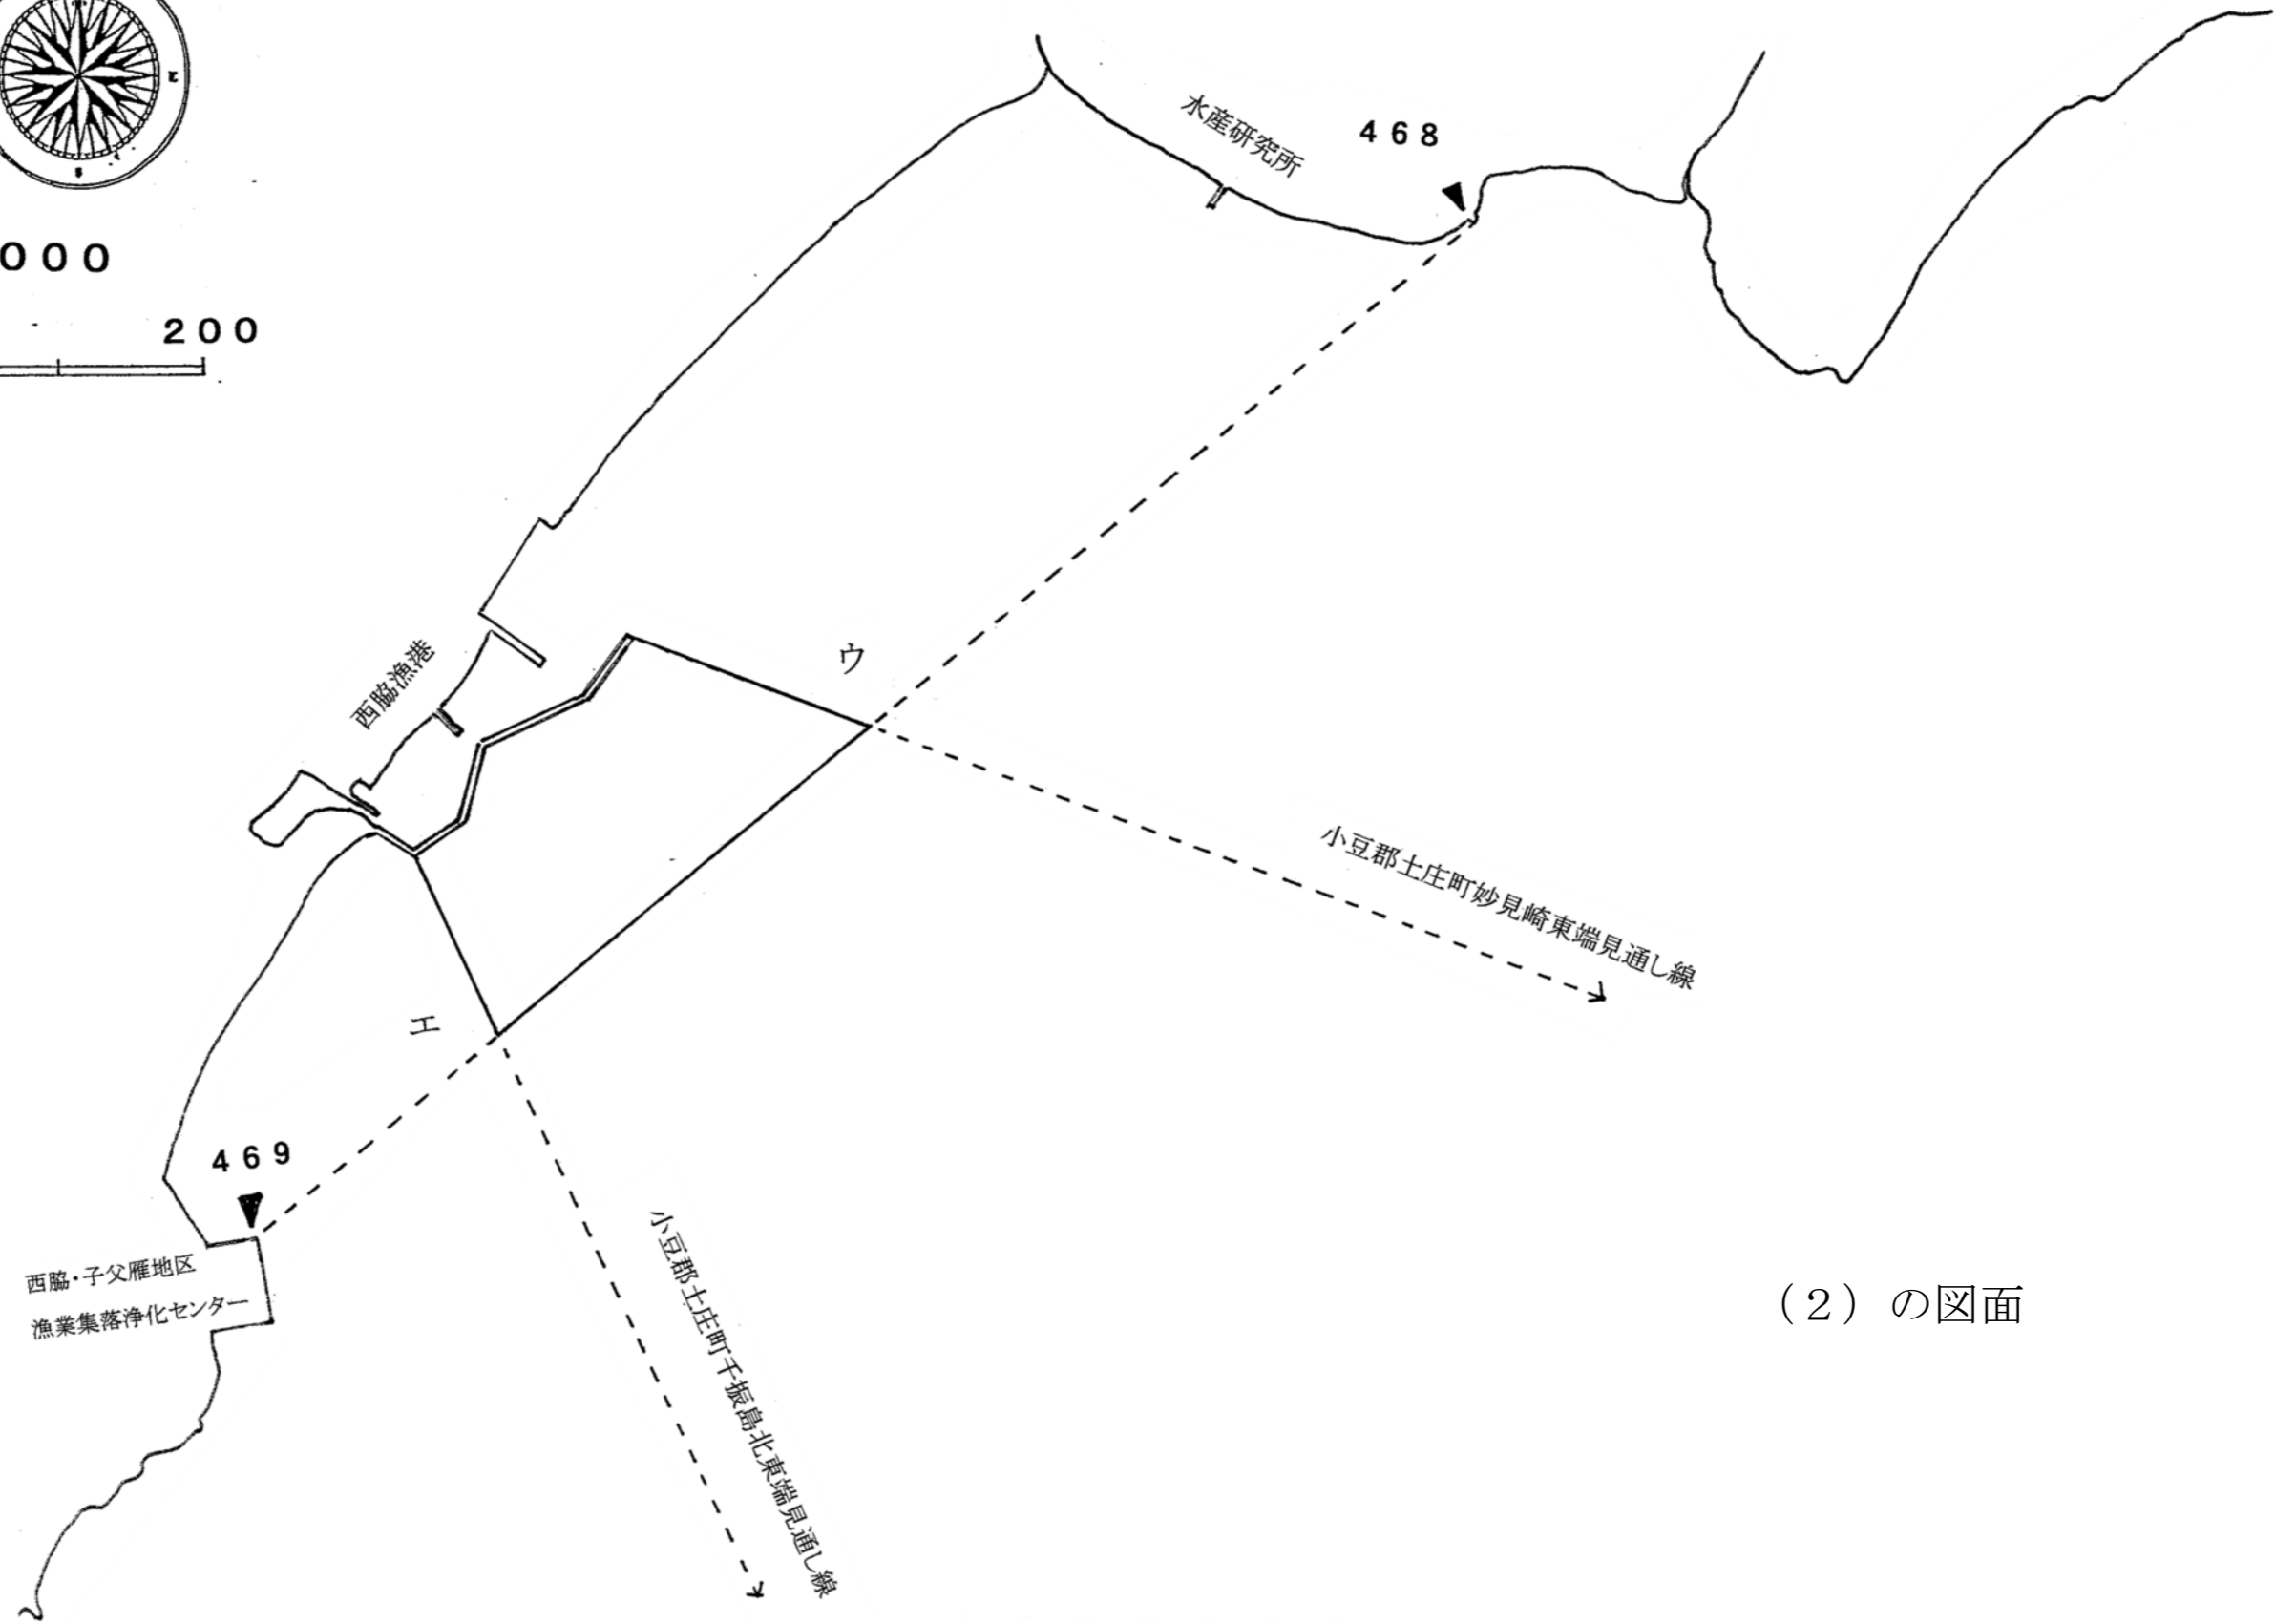 水産研究所
468
000
200
ウ
西脇漁港
小豆郡土庄町妙見崎東端見通し線
エ
469
西脇・子父雁地区
漁業集落浄化センター
小豆郡土庄町千振島北東端見通し線
(2)の図面